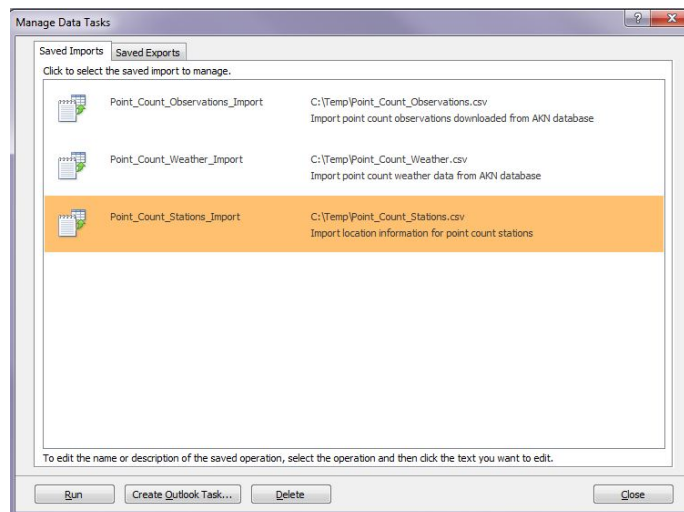 Manage Data Tasks
Saved Imports Saved Exports
Click to select the saved import to manage.
Point_Count_Observations_Import C:\Temp\Point_Count_Observations.csv
Import point count observations downloaded from AKN database
Point_Count_Weather_Import C:\Temp\Point_Count_Weather.csv
Import point count weather data from AKN database
Point_Count_Stations_Import C:\Temp\Point_Count_Stations.csv
Import location information for point count stations
To edit the name or description of the saved operation, select the operation and then click the text you want to edit.
Run Create Outlook Task... Delete Close